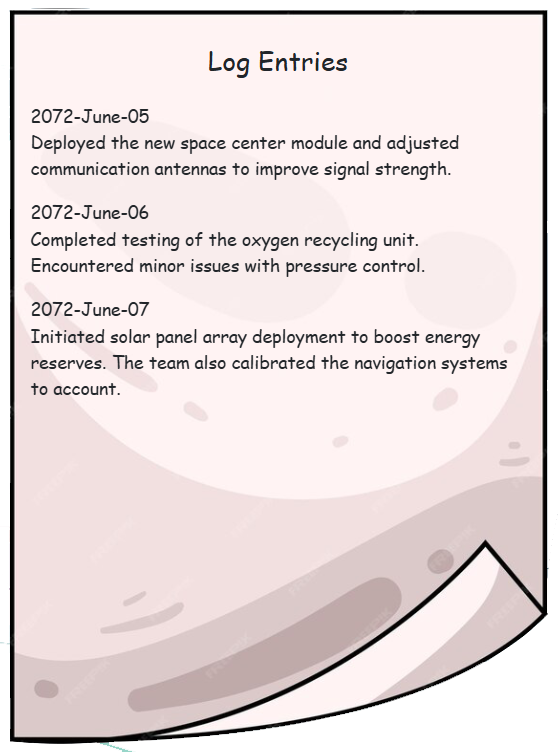 Log Entries
2072-June-05
Deployed the new space center module and adjusted
communication antennas to improve signal strength.
2072-June-06
Completed testing of the oxygen recycling unit.
Encountered minor issues with pressure control.
2072-June-07
Initiated solar panel array deployment to boost energy
reserves. The team also calibrated the navigation systems
to account.